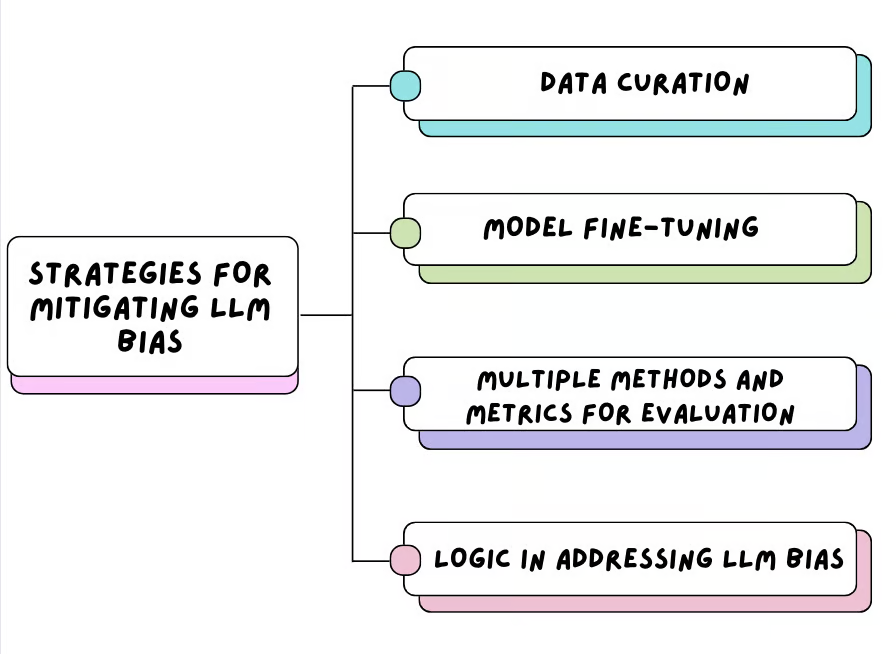 DATA CURATION
MODEL FINE-TUNING
STRATEGIES FOR
MITIGATING LLM
BIAS
MULTIPLE METHODS AND
METRICS FOR EVALUATION
LOGIC IN ADDRESSING LLM BIAS